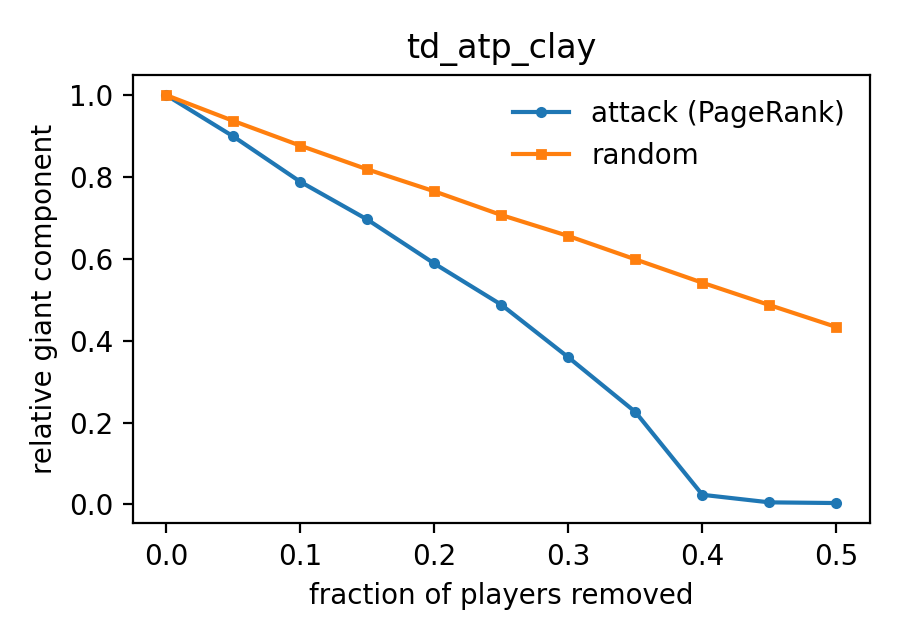 td_atp_clay
attack (PageRank)
random
relative giant component
1.0
0.8
0.6
0.4
0.2
0.0
0.0 0.1 0.2 0.3 0.4 0.5
fraction of players removed